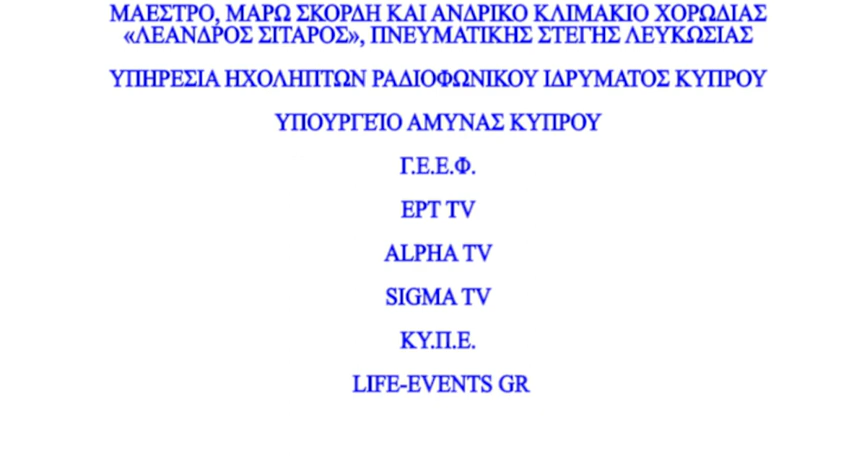 ΜΑΕΣΤΡΟ, ΜΑΡΩ ΣΚΟΡΔΗ ΚΑΙ ΑΝΔΡΙΚΟ ΚΛΙΜΑΚΙΟ ΧΟΡΩΔΙΑΣ
«ΛΕΑΝΔΡΟΣ ΣΙΤΑΡΟΣ», ΠΝΕΥΜΑΤΙΚΗΣ ΣΤΕΓΗΣ ΛΕΥΚΩΣΙΑΣ
ΥΠΗΡΕΣΙΑ ΗΧΟΛΗΠΤΩΝ ΡΑΔΙΟΦΩΝΙΚΟΥ ΙΔΡΥΜΑΤΟΣ ΚΥΠΡΟΥ
ΥΠΟΥΡΓΕΊΟ ΑΜΥΝΑΣ ΚΥΠΡΟΥ
Γ.Ε.Ε.Φ.
ΕΡΤ TV
ALPHA TV
SIGMA TV
ΚΥ.Π.Ε.
LIFE-EVENTS GR